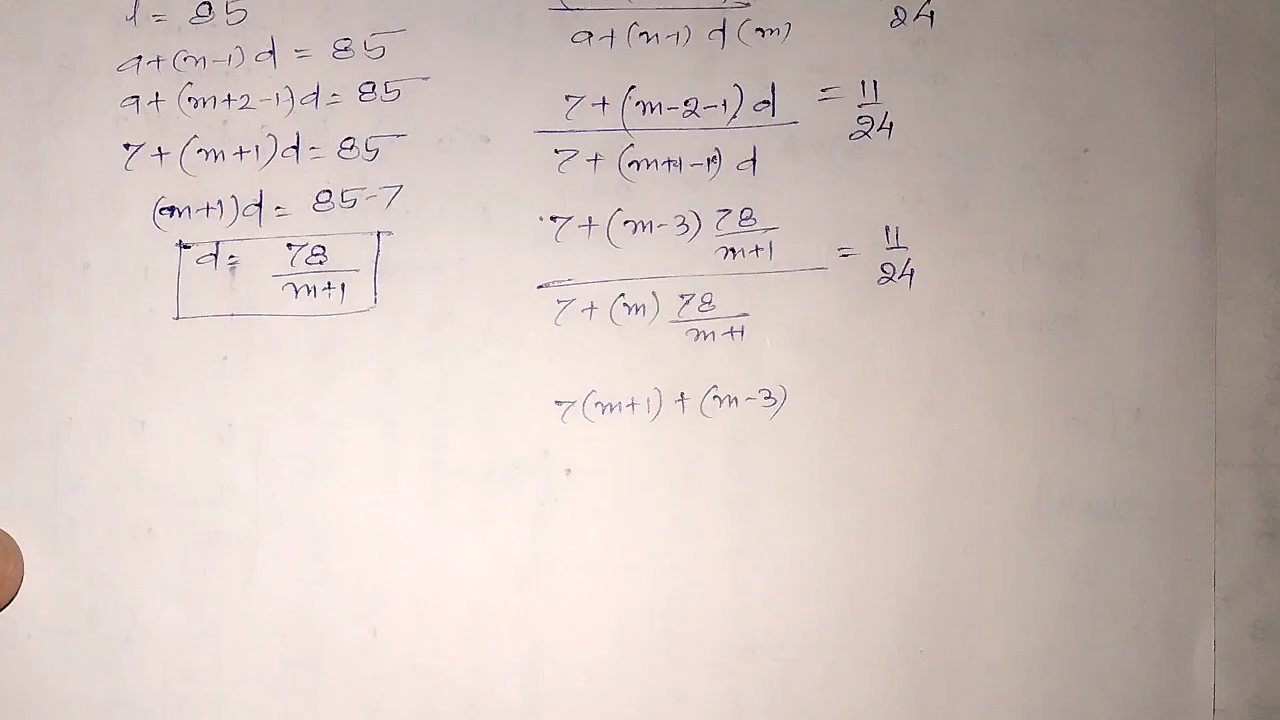 l = 85
a+(n-1)d = 85
a+(m+2-1)d = 85
7+(m+1)d = 85
(m+1)d = 85-7
d = 78/m+1
a+(n-1) d (m)
24
7+(m-2-1) d / 7+(m+1-1) d = 11/24
7+(m-3) 78/m+1 / 7+(m) 78/m+1 = 11/24
7(m+1) + (m-3)